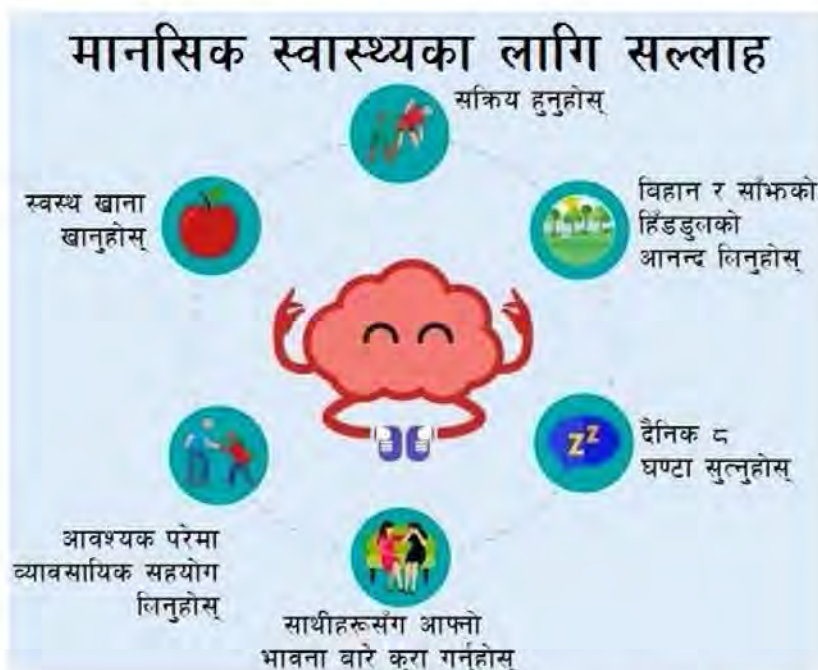 मानसिक स्वास्थ्यका लागि सल्लाह
सक्रिय हुनुहोस्
विहान र साँझको
हिँडडुलको
आनन्द लिनुहोस्
दैनिक ८
घण्टा सुत्नुहोस्
साथीहरूसँग आफ्नो
भावना बारे कुरा गर्नुहोस्
आवश्यक परेमा
व्यावसायिक सहयोग
लिनुहोस्
स्वस्थ खाना
खानुहोस्
zz